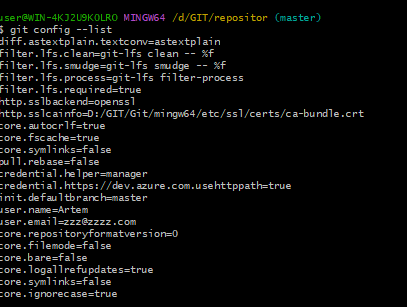 user@WIN-4KJ2U9KOLRO MINGW64 /d/GIT/repositor (master)
$ git config --list
diff.astextplain.textconv=astextplain
filter.lfs.clean=git-lfs clean -- %f
filter.lfs.smudge=git-lfs smudge -- %f
filter.lfs.process=git-lfs filter-process
filter.lfs.required=true
http.sslbackend=openssl
http.sslcainfo=D:/GIT/Git/mingw64/etc/ssl/certs/ca-bundle.crt
core.autocrlf=true
core.fscache=true
core.symlinks=false
pull.rebase=false
credential.helper=manager
credential.https://dev.azure.com.usehttppath=true
init.defaultbranch=master
user.name=Artem
user.email=zzz@zzzz.com
core.repositoryformatversion=0
core.filemode=false
core.bare=false
core.logallrefupdates=true
core.symlinks=false
core.ignorecase=true